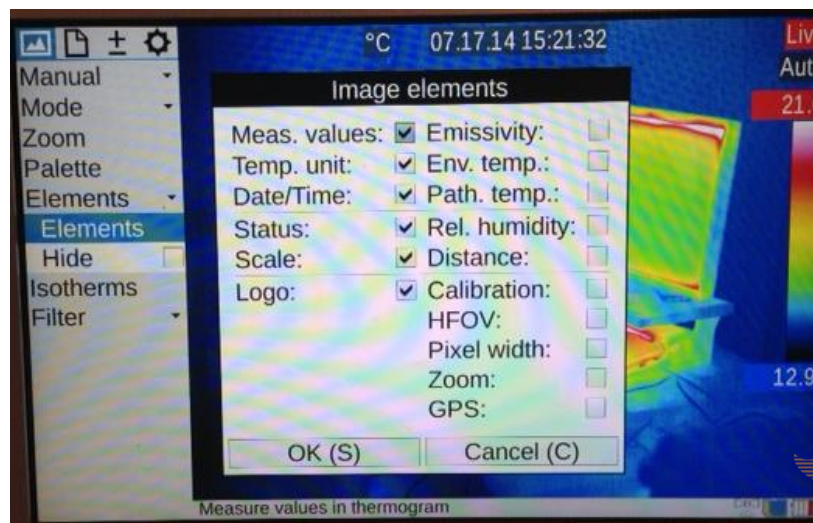 °C 07.17.14 15:21:32
Liv
Aut
21.
Manual
Mode
Zoom
Palette
Elements
Elements
Hide
Isotherms
Filter
Image elements
Meas. values: Emissivity:
Temp. unit: Env. temp.:
Date/Time: Path. temp.:
Status: Rel. humidity:
Scale: Distance:
Logo: Calibration:
HFOV:
Pixel width:
Zoom:
GPS:
OK (S) Cancel (C)
12.9
Measure values in thermogram